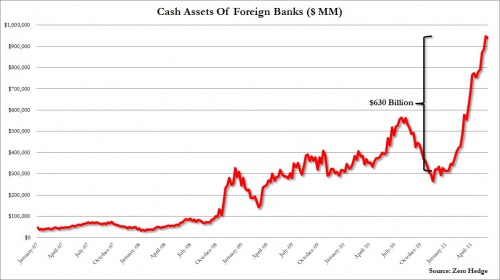 Cash Assets Of Foreign Banks ($ MM)
$1,000,000
$900,000
$800,000
$700,000
$600,000
$500,000
$400,000
$300,000
$200,000
$100,000
$0
$630 Billion
January 07
April 07
July 07
October 07
January 08
April 08
July 08
October 08
January 09
April 09
July 09
October 09
January 10
April 10
July 10
October 10
January 11
April 11
Source: Zero Hedge